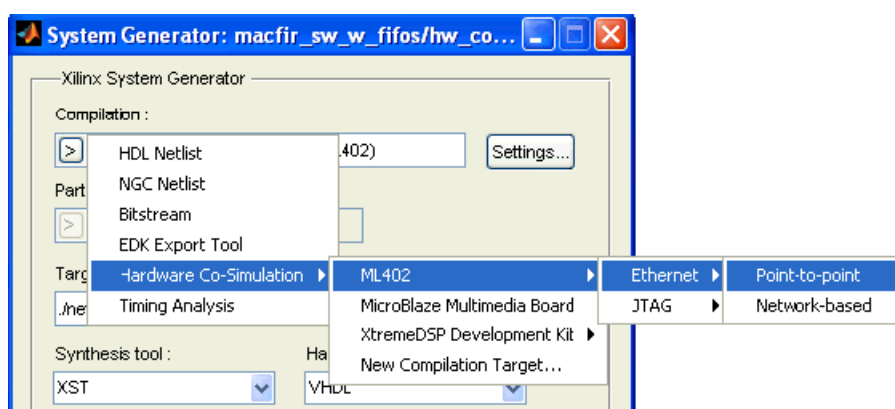 System Generator: macfir_sw_w_fifos/hw_co...
Xilinx System Generator
Compilation :
> .402) Settings...
HDL Netlist
NGC Netlist
Bitstream
EDK Export Tool
Hardware Co-Simulation
Timing Analysis
Part
>
Targ
./ne
ML402
MicroBlaze Multimedia Board
XtremeDSP Development Kit
New Compilation Target...
Ethernet
JTAG
Point-to-point
Network-based
Synthesis tool :
Ha
XST
VHDL